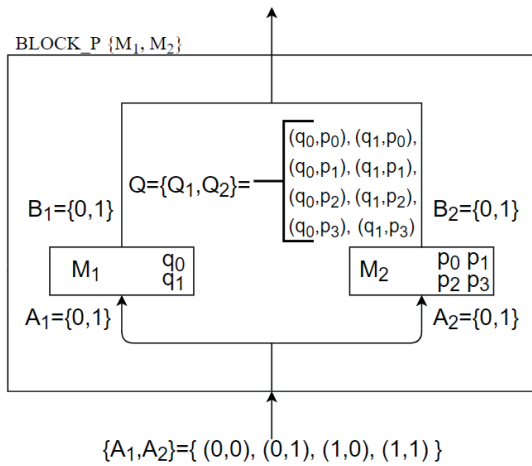 BLOCK_P {M₁, M₂}
(q₀,p₀), (q₁,p₀),
(q₀,p₁), (q₁,p₁),
Q={Q₁,Q₂}=
(q₀,p₂), (q₁,p₂),
(q₀,p₃), (q₁,p₃)
B₁={0,1}
B₂={0,1}
M₁
q₀
q₁
M₂
p₀ p₁
p₂ p₃
A₁={0,1}
A₂={0,1}
{A₁,A₂}={ (0,0), (0,1), (1,0), (1,1) }